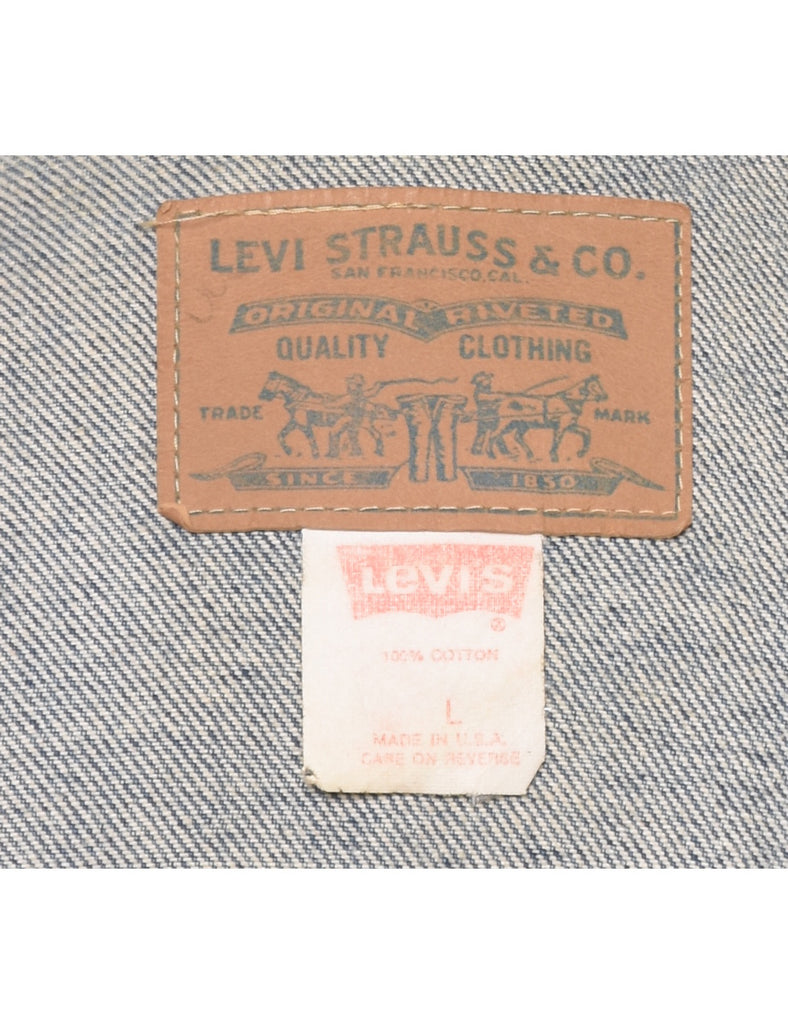 LEVI STRAUSS & CO.
SAN FRANCISCO, CAL.
ORIGINAL RIVETED
QUALITY CLOTHING
TRADE MARK
SINCE 1850
LEVI'S
®
100% COTTON
L
MADE IN U.S.A.
CARE ON REVERSE